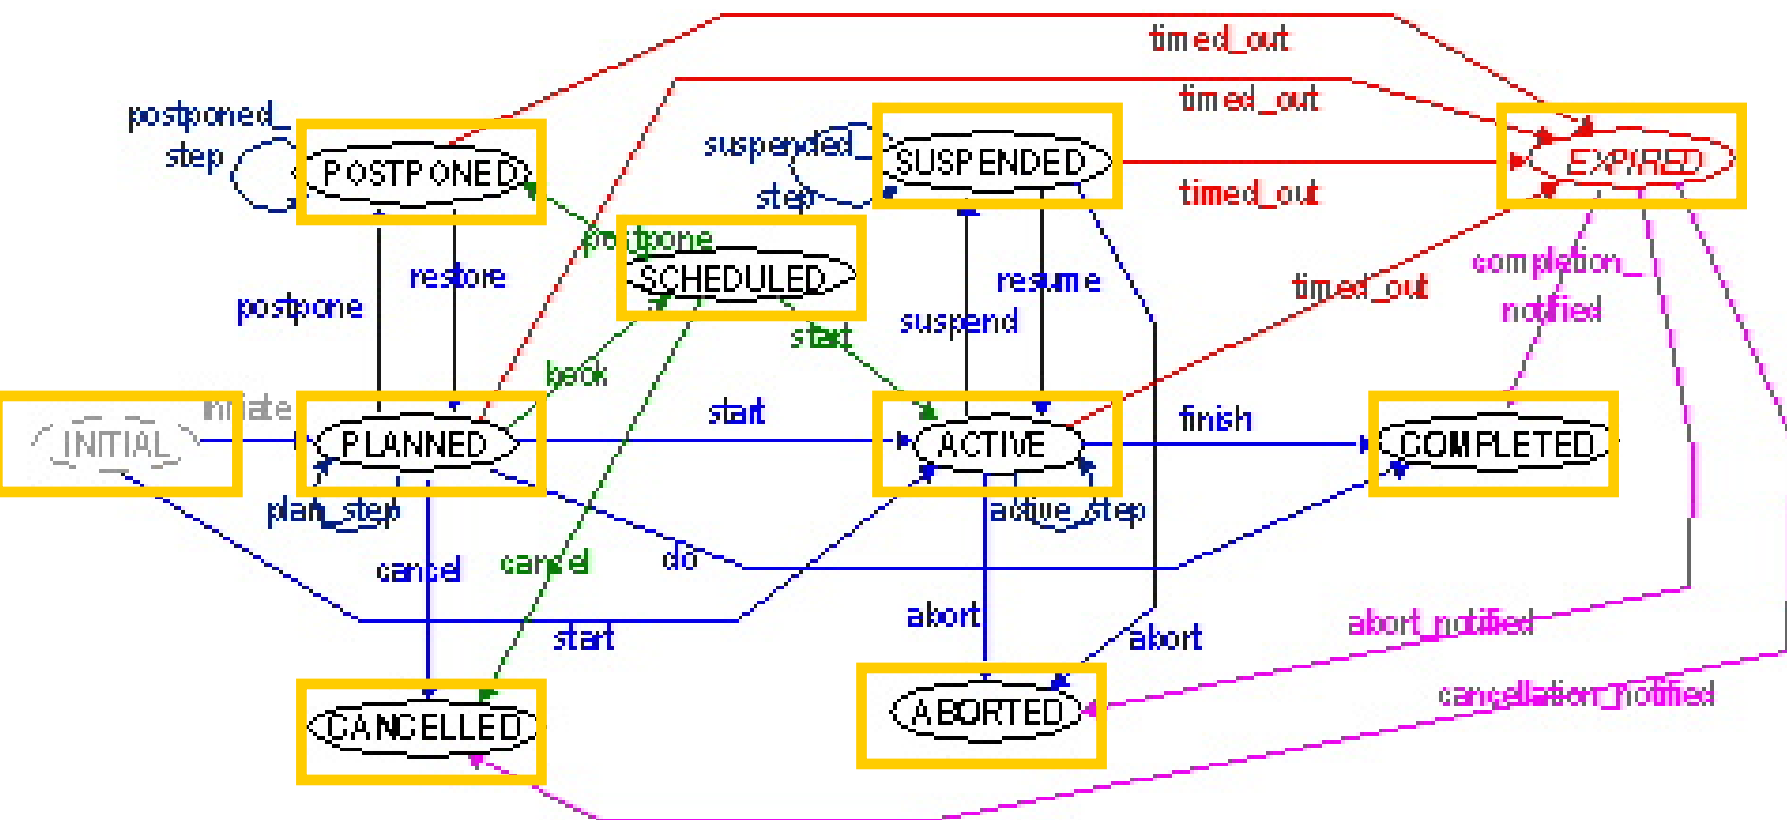 timed_out
timed_out
postponed_
step
POSTPONED
suspended_
step
SUSPENDED
timed_out
EXPIRED
postpone
SCHEDULED
restore
postpone
resume
suspend
start
timed_out
completion_
notified
book
initiate
INITIAL
PLANNED
start
ACTIVE
finish
COMPLETED
plan_step
active_step
cancel
cancel
do
start
abort
abort
abort_notified
cancellation_notified
CANCELLED
ABORTED